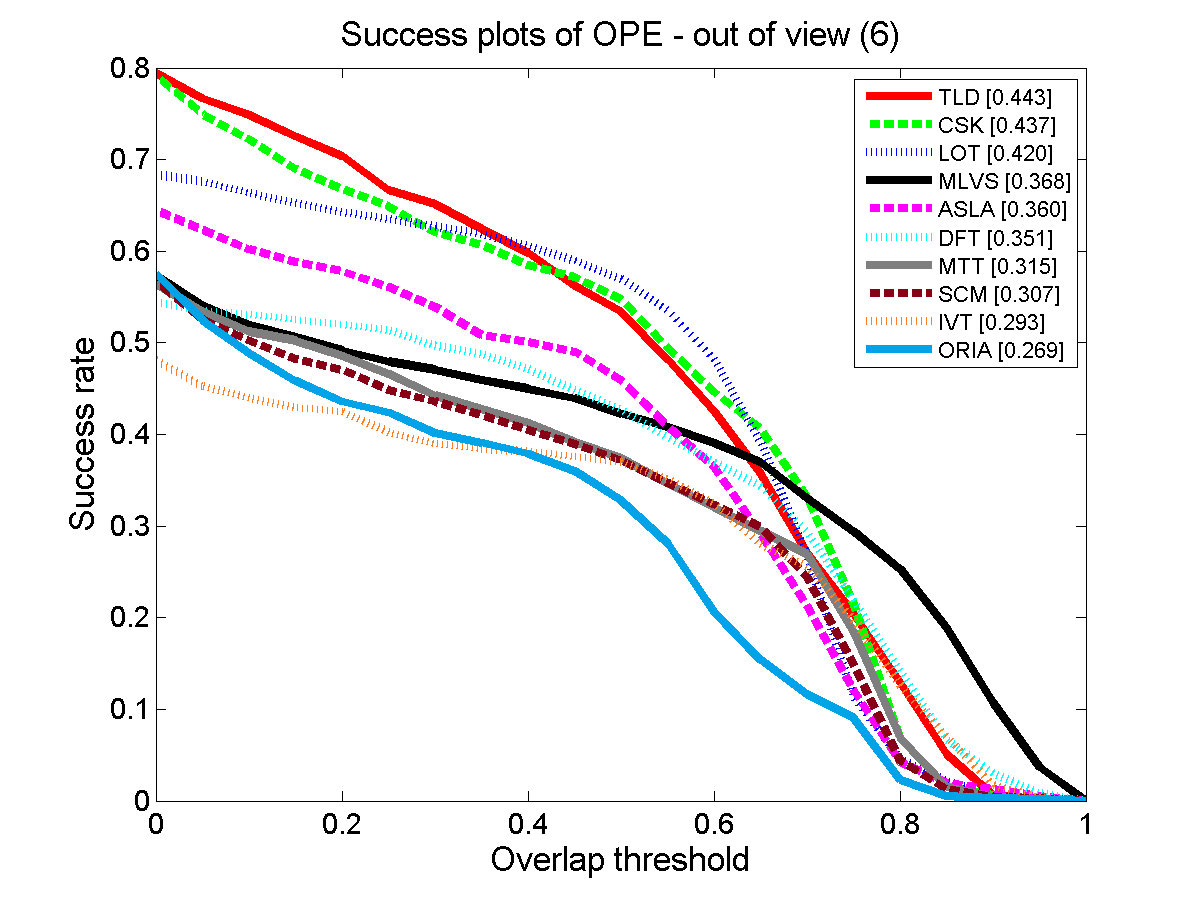 Success plots of OPE - out of view (6)
0.8
0.7
0.6
0.5
0.4
0.3
0.2
0.1
0
Success rate
TLD [0.443]
CSK [0.437]
LOT [0.420]
MLVS [0.368]
ASLA [0.360]
DFT [0.351]
MTT [0.315]
SCM [0.307]
IVT [0.293]
ORIA [0.269]
0 0.2 0.4 0.6 0.8 1
Overlap threshold